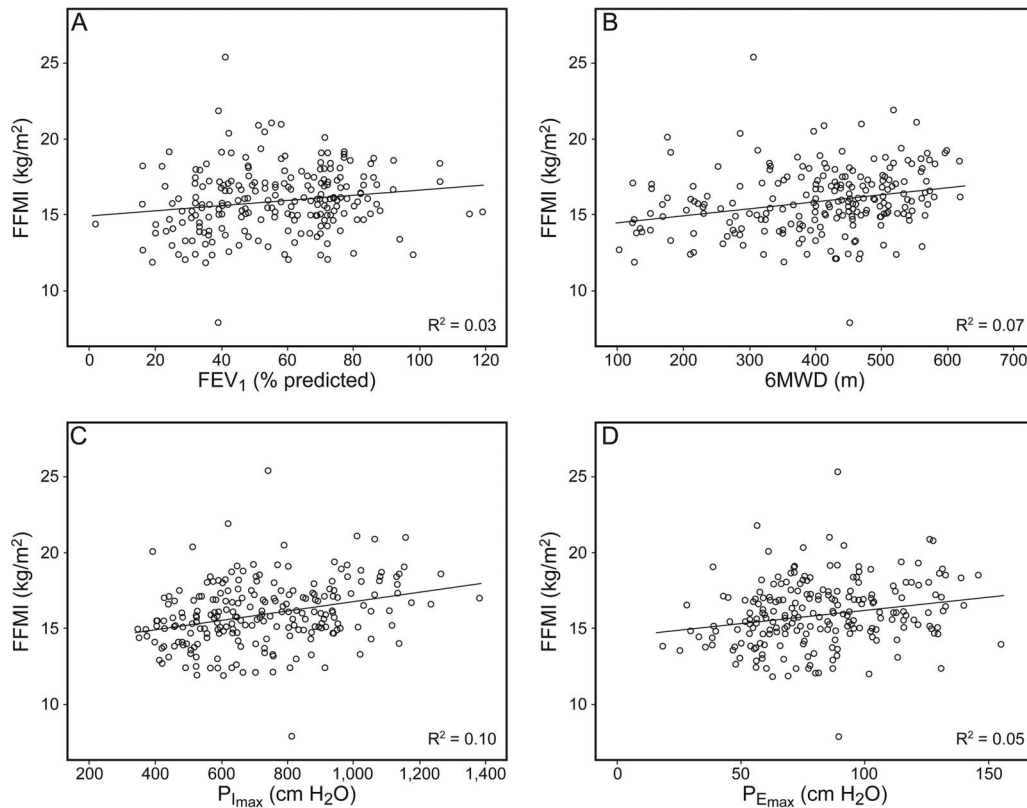 A
FFMI (kg/m²)
25
20
15
10
R² = 0.03
0 20 40 60 80 100 120
FEV₁ (% predicted)
B
FFMI (kg/m²)
25
20
15
10
R² = 0.07
100 200 300 400 500 600 700
6MWD (m)
C
FFMI (kg/m²)
25
20
15
10
R² = 0.10
200 400 600 800 1,000 1,200 1,400
P_Imax (cm H₂O)
D
FFMI (kg/m²)
25
20
15
10
R² = 0.05
0 50 100 150
P_Emax (cm H₂O)